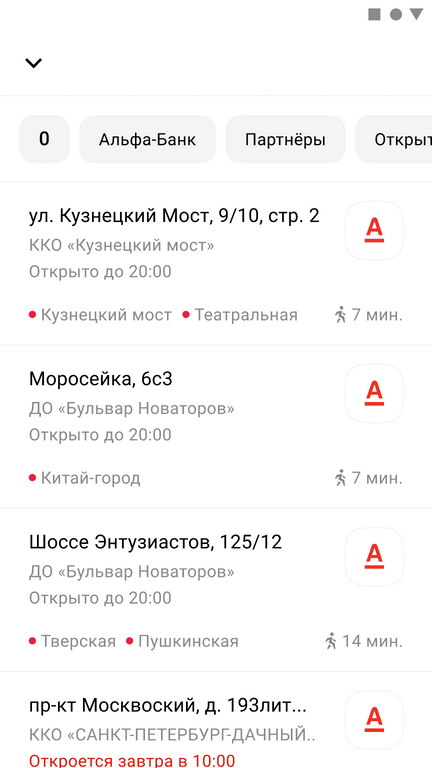 0 Альфа-Банк Партнёры Открыт
ул. Кузнецкий Мост, 9/10, стр. 2
А
ККО «Кузнецкий мост»
Открыто до 20:00
Кузнецкий мост Театральная 7 мин.
Моросейка, 6с3
А
ДО «Бульвар Новаторов»
Открыто до 20:00
Китай-город 7 мин.
Шоссе Энтузиастов, 125/12
А
ДО «Бульвар Новаторов»
Открыто до 20:00
Тверская Пушкинская 14 мин.
пр-кт Москвоский, д. 193лит...
А
ККО «САНКТ-ПЕТЕРБУРГ-ДАЧНЫЙ..
Откроется завтра в 10:00